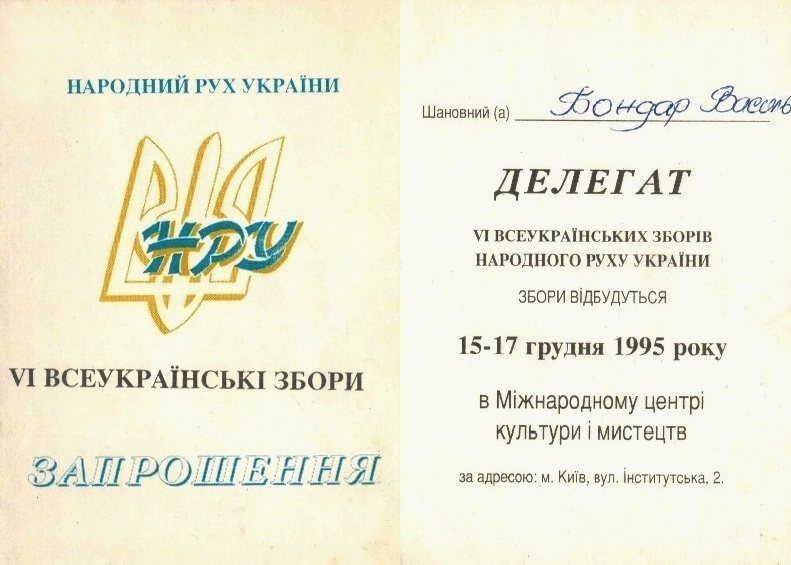 НАРОДНИЙ РУХ УКРАЇНИ
НРУ
VI ВСЕУКРАЇНСЬКІ ЗБОРИ
ЗАПРОШЕННЯ
Шановний (а) Бондар
ДЕЛЕГАТ
VI ВСЕУКРАЇНСЬКИХ ЗБОРІВ
НАРОДНОГО РУХУ УКРАЇНИ
ЗБОРИ ВІДБУДУТЬСЯ
15-17 грудня 1995 року
в Міжнародному центрі
культури і мистецтв
за адресою: м. Київ, вул. Інститутська, 2.